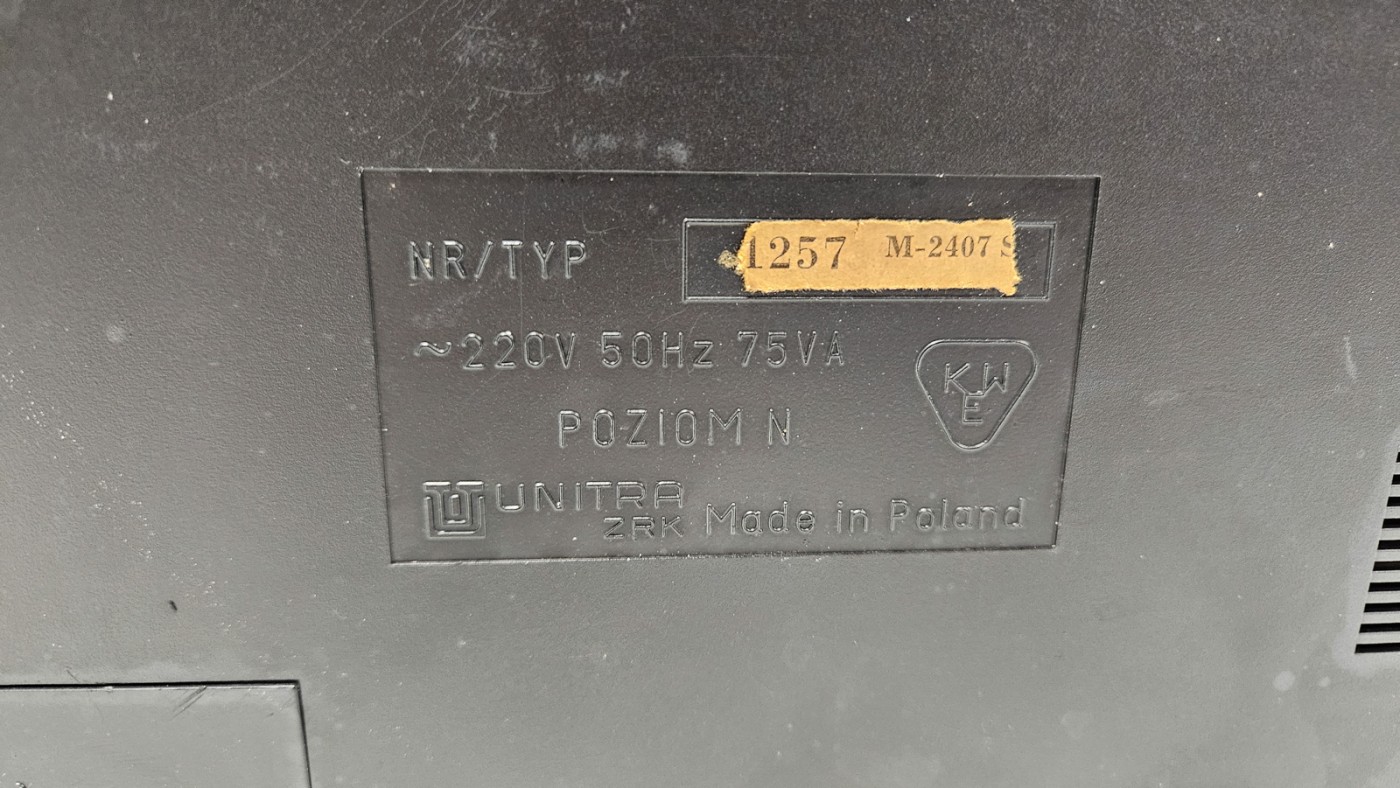 NR/TYP 1257 M-2407 S
~220V 50Hz 75VA
KWE
POZIOM N
UNITRA
ZRK Made in Poland